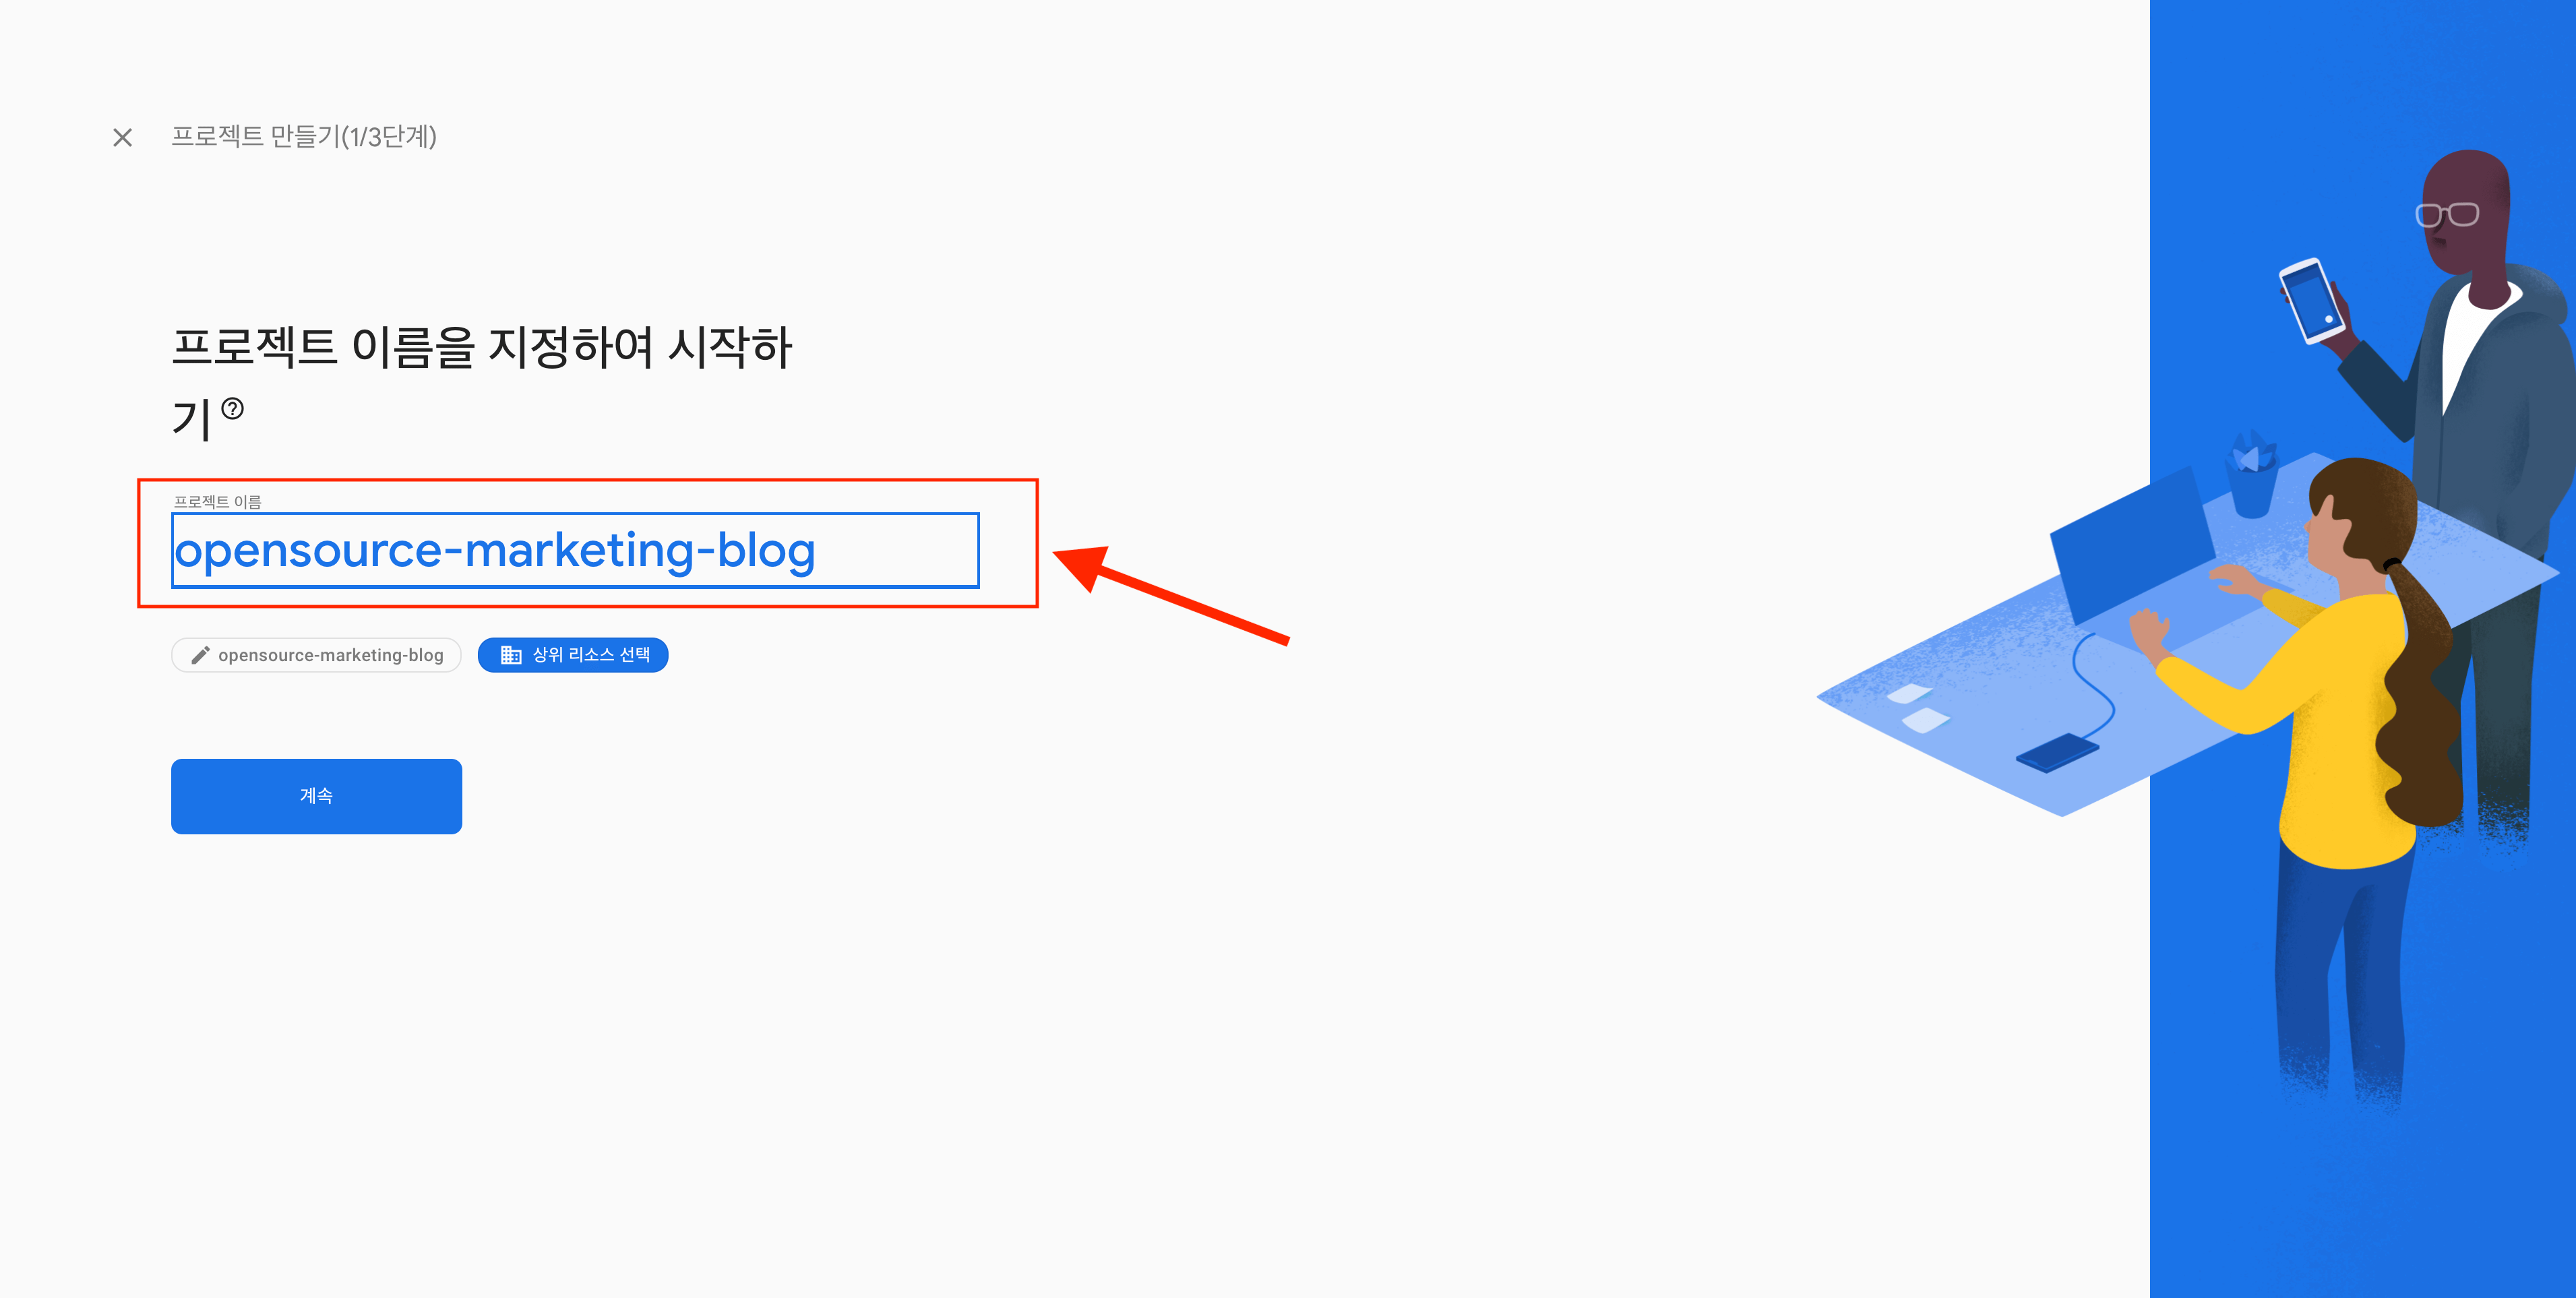 프로젝트 만들기(1/3단계)
프로젝트 이름을 지정하여 시작하
기
프로젝트 이름
opensource-marketing-blog
opensource-marketing-blog
상위 리소스 선택
계속